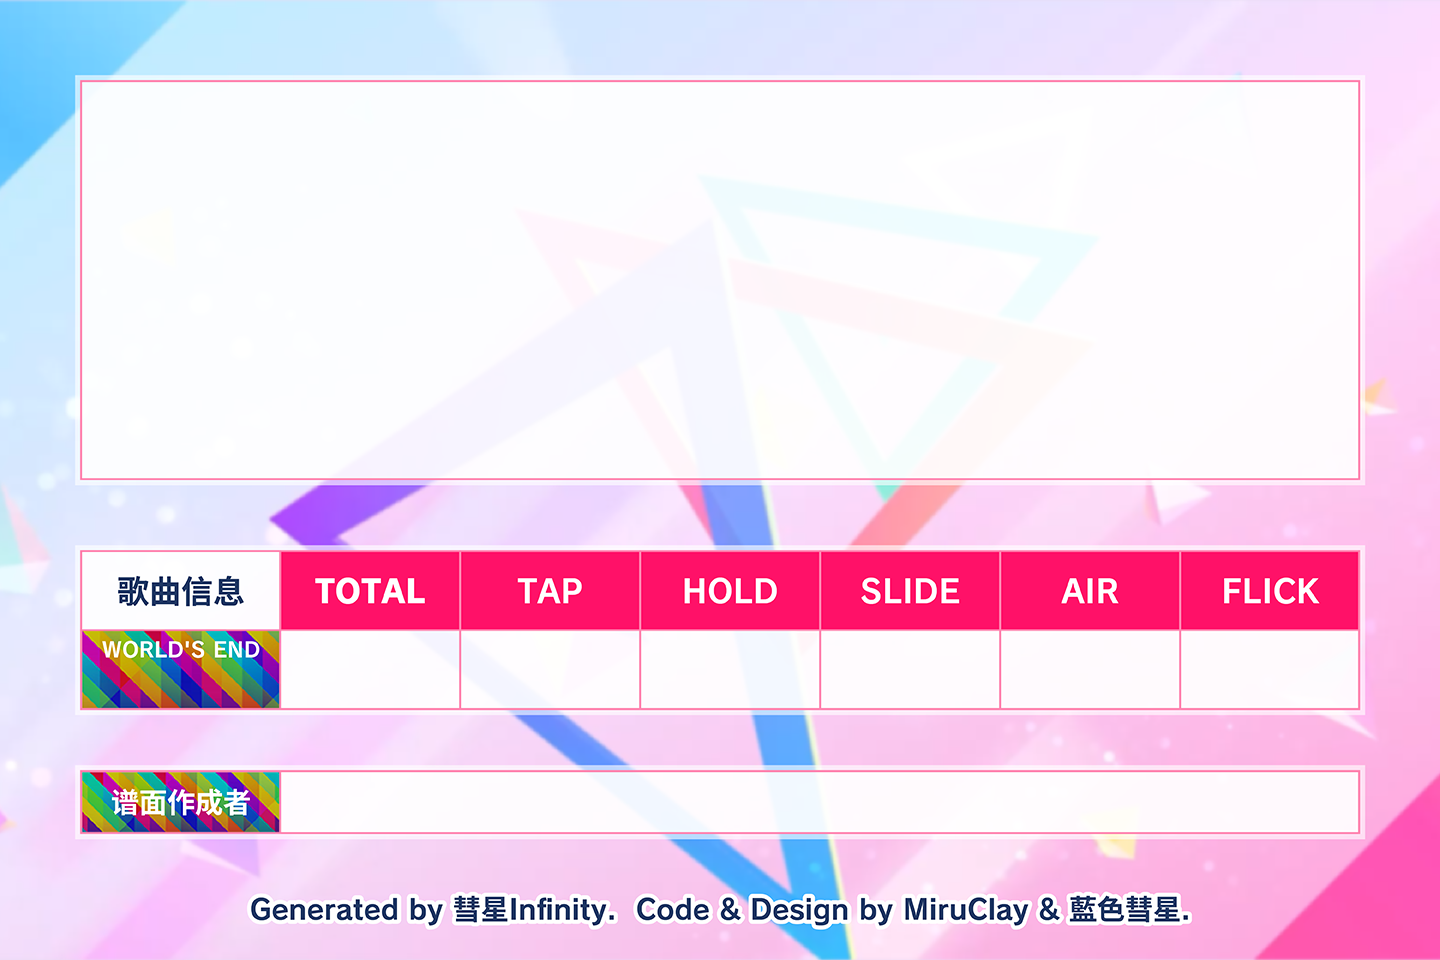 歌曲信息 TOTAL TAP HOLD SLIDE AIR FLICK
WORLD'S END
谱面作成者
Generated by 彗星Infinity. Code & Design by MiruClay & 藍色彗星.